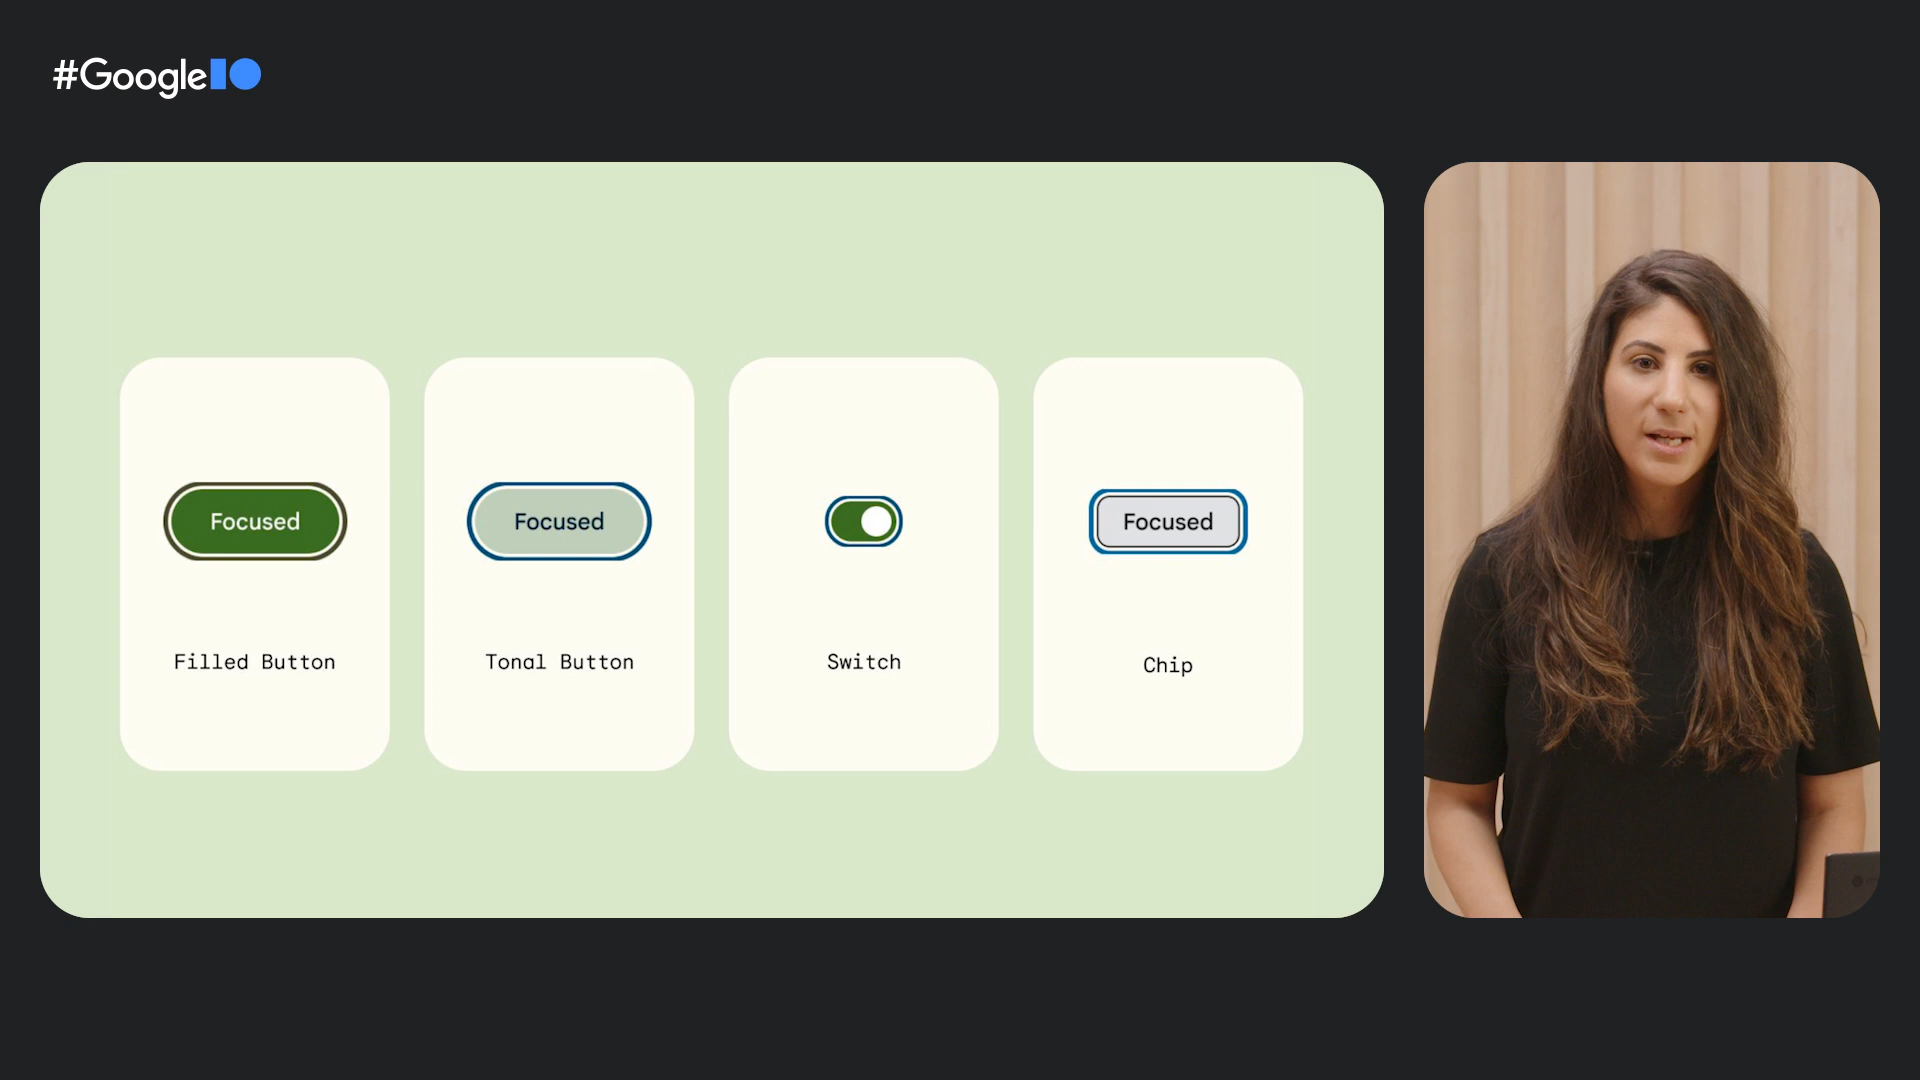 #GoogleIO
Focused
Focused
Focused
Filled Button
Tonal Button
Switch
Chip